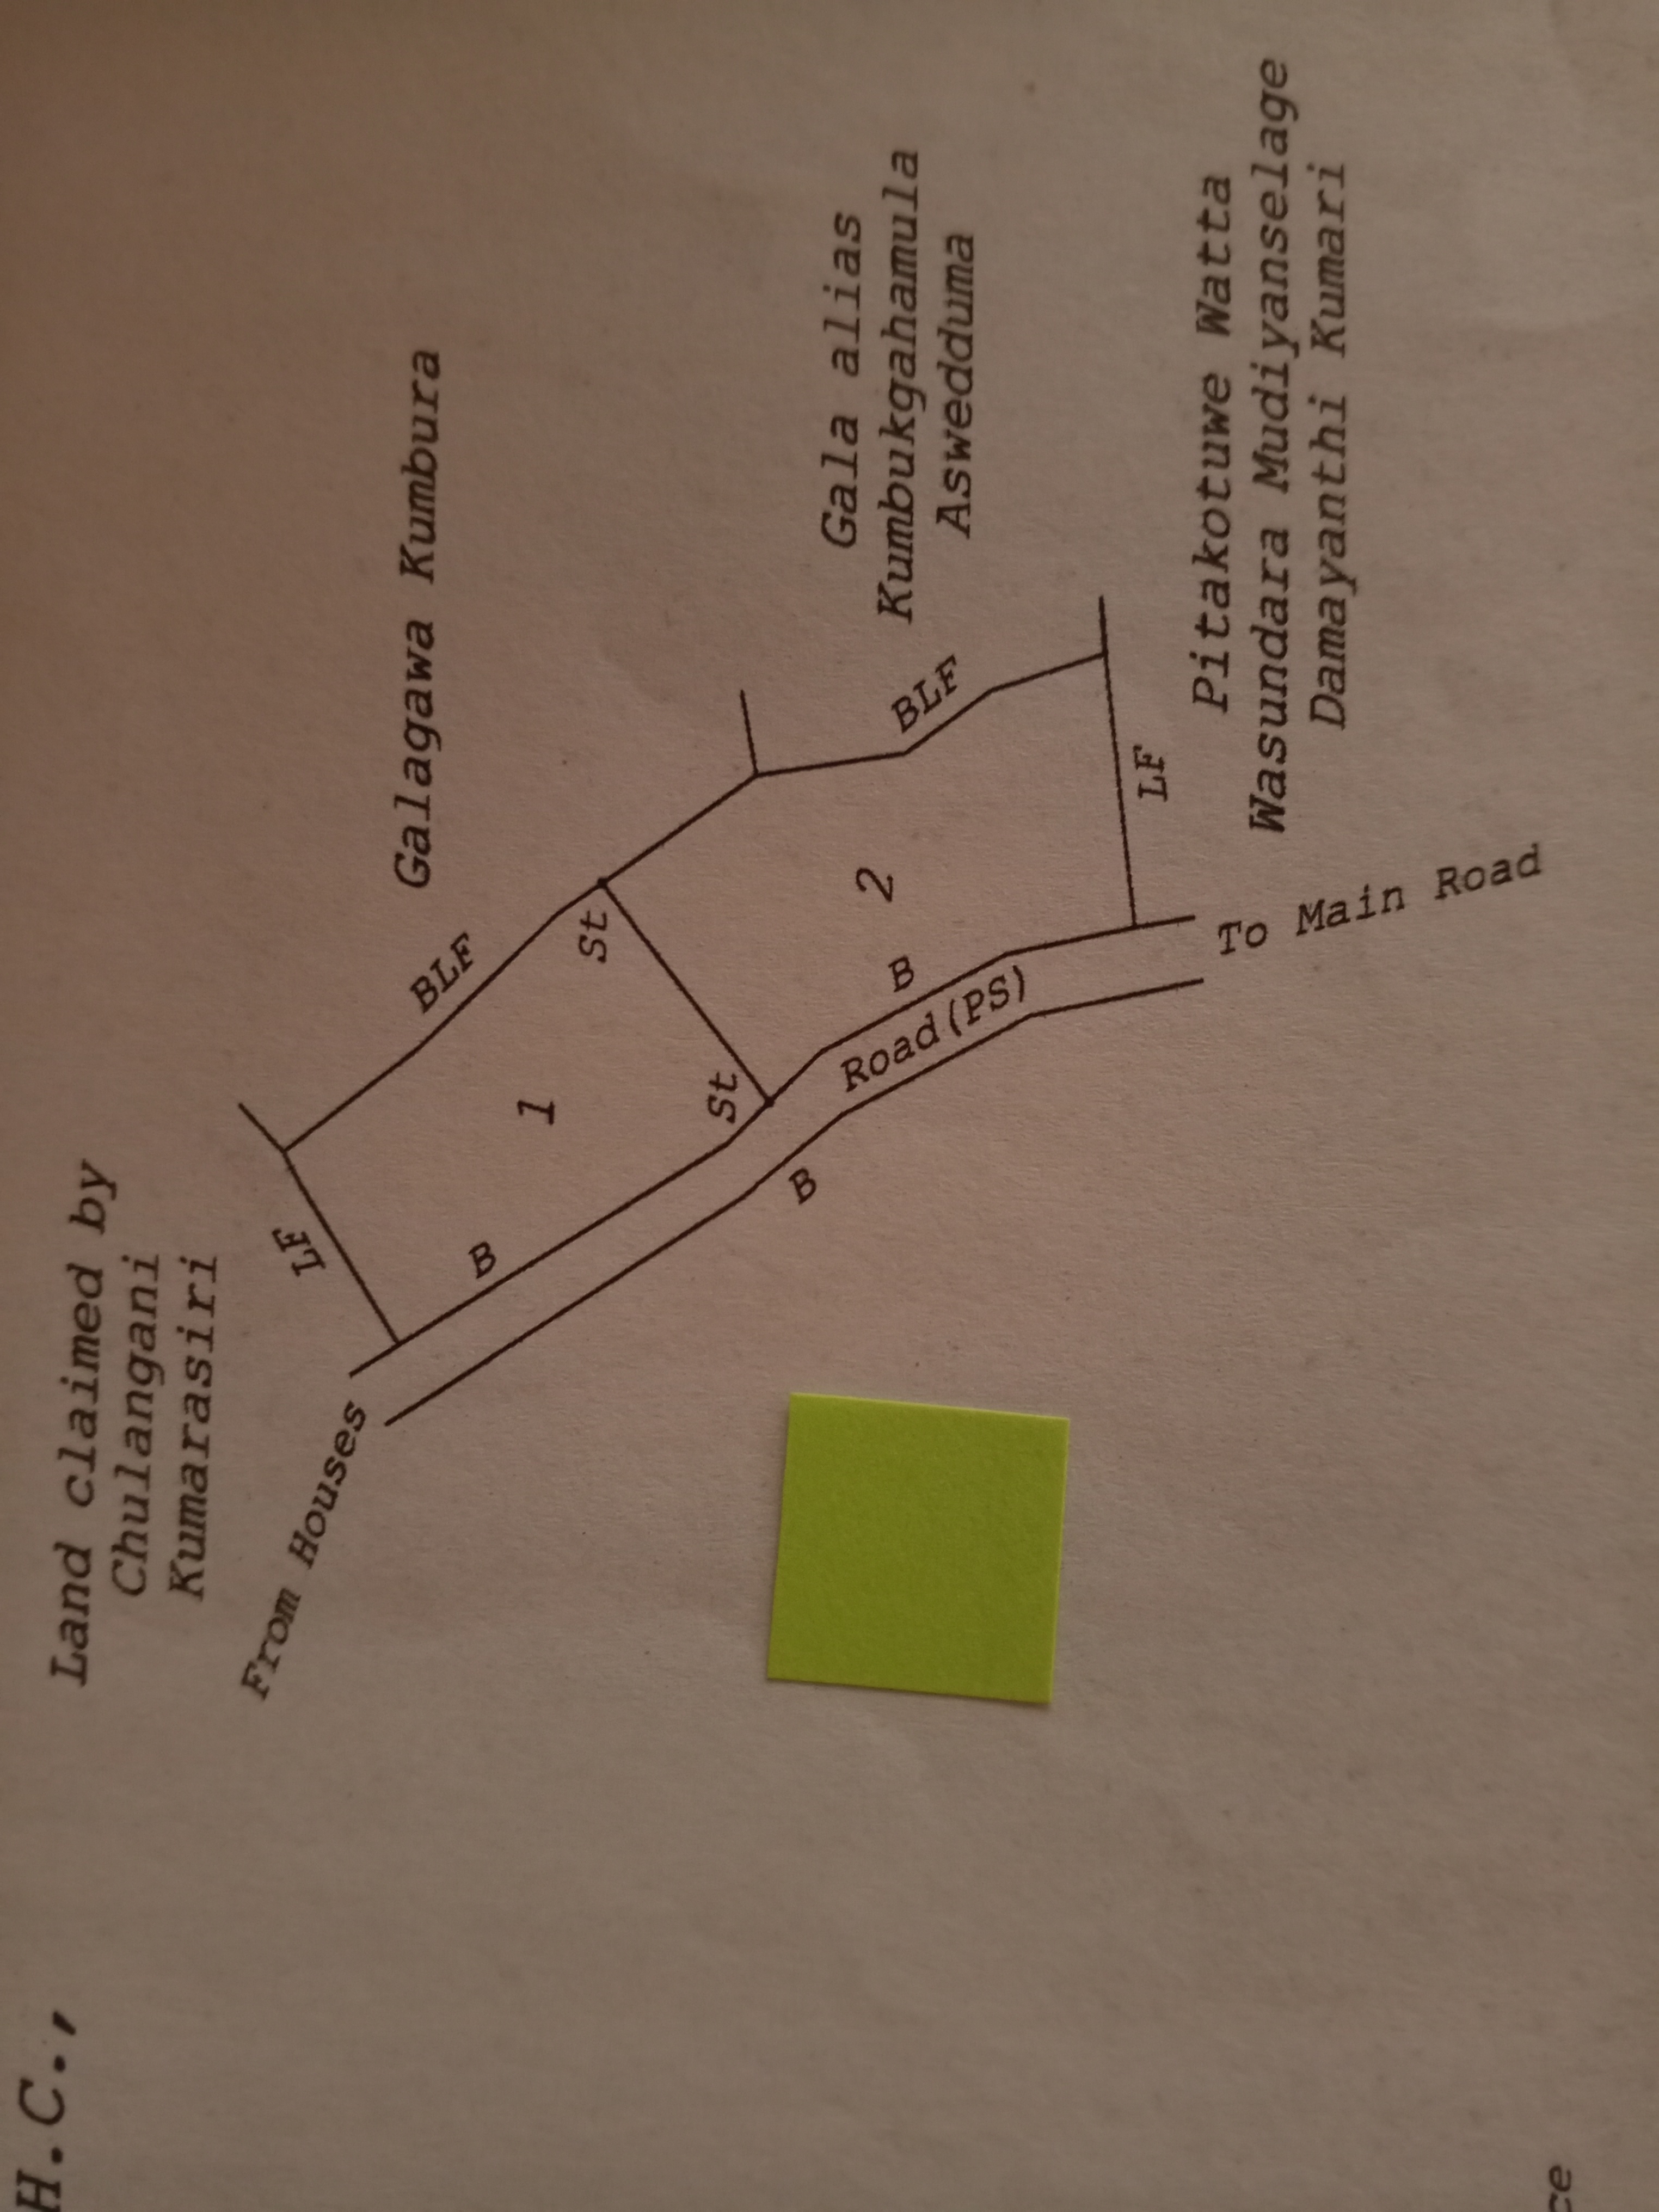 H.C.,
Land claimed by
Chulangani
Kumarasiri
From Houses
LF
BLF
Galagawa Kumbura
1
B
St
St
B
2
B
Road(PS)
BLF
Gala alias
Kumbukgahamula
Aswedduma
LF
Pitakotuwe Watta
Wasundara Mudiyanselage
Damayanthi Kumari
To Main Road